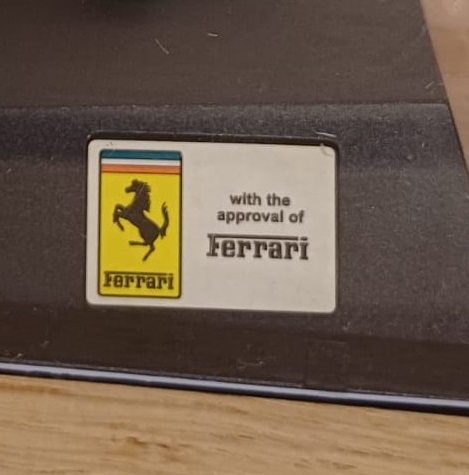 Ferrari
with the
approval of
Ferrari